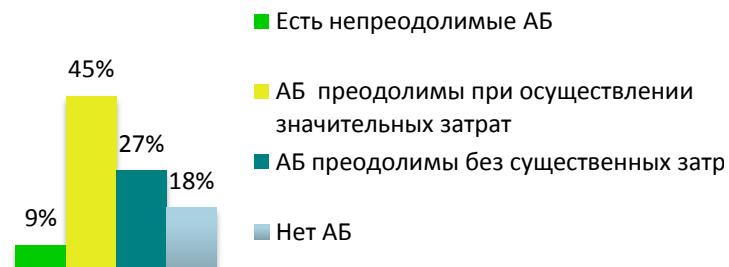 45%
27%
18%
9%
Есть непреодолимые АБ
АБ преодолимы при осуществлении
значительных затрат
АБ преодолимы без существенных затр
Нет АБ